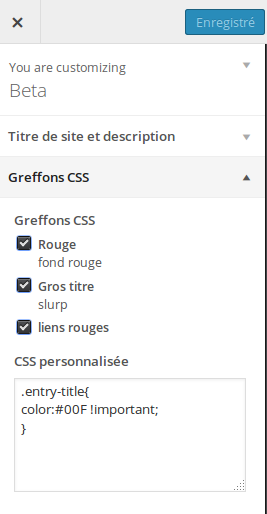 Enregistré
You are customizing
Beta
Titre de site et description
Greffons CSS
Greffons CSS
Rouge
fond rouge
Gros titre
slurp
liens rouges
CSS personnalisée
.entry-title{
color:#00F !important;
}